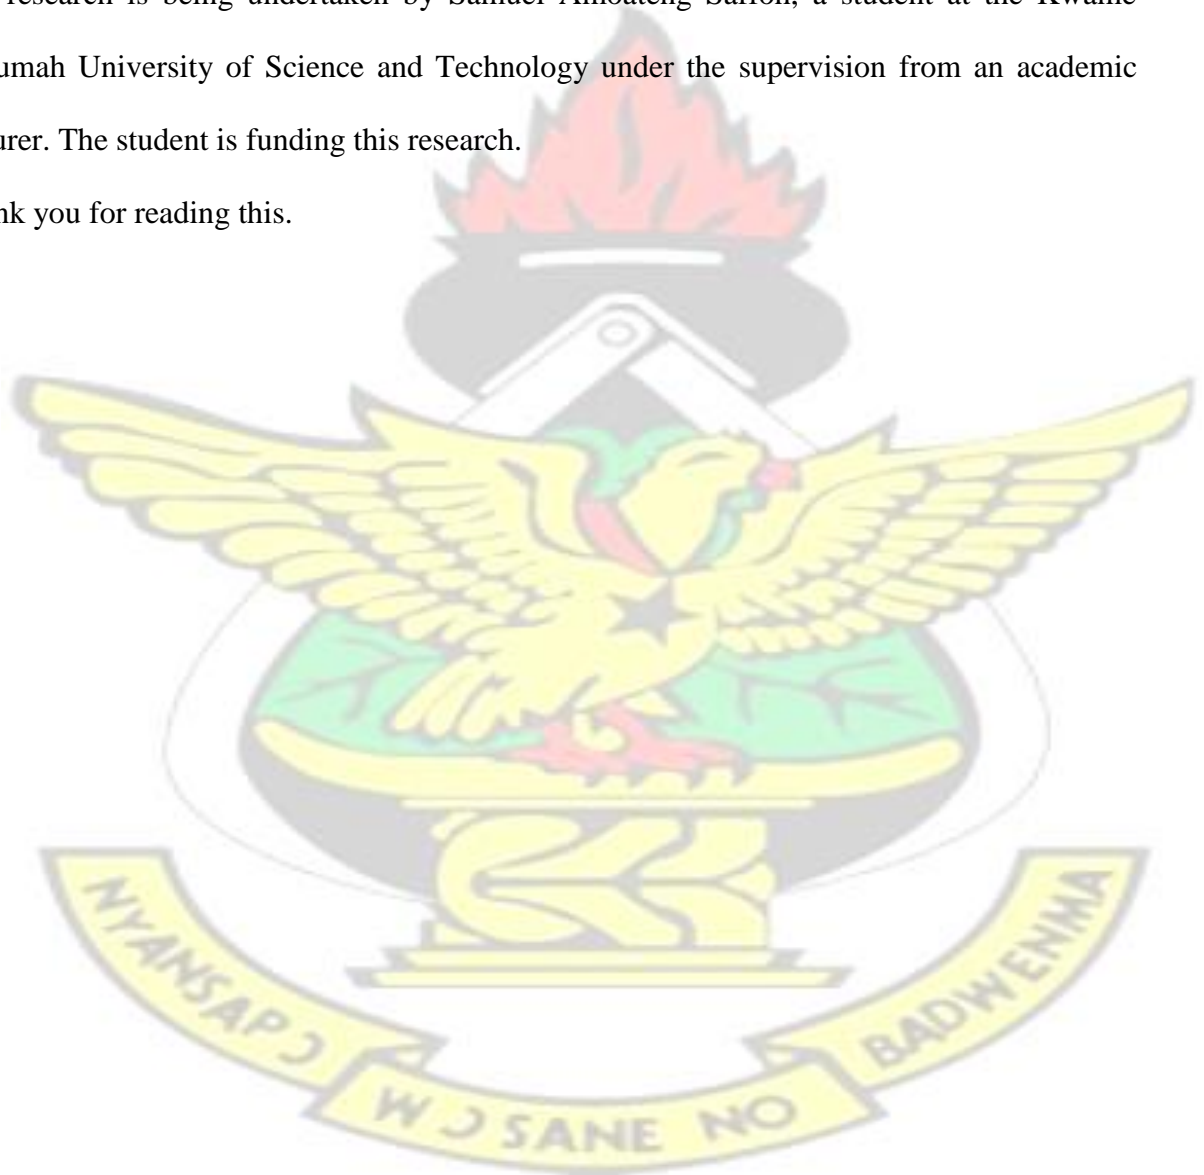 research is being undertaken by Samuel Amoateng Saffoh, a student at the Kwame
umah University of Science and Technology under the supervision from an academic
urer. The student is funding this research.
nk you for reading this.
NYANSAPƆ
WƆSANE NO
BADWENMA